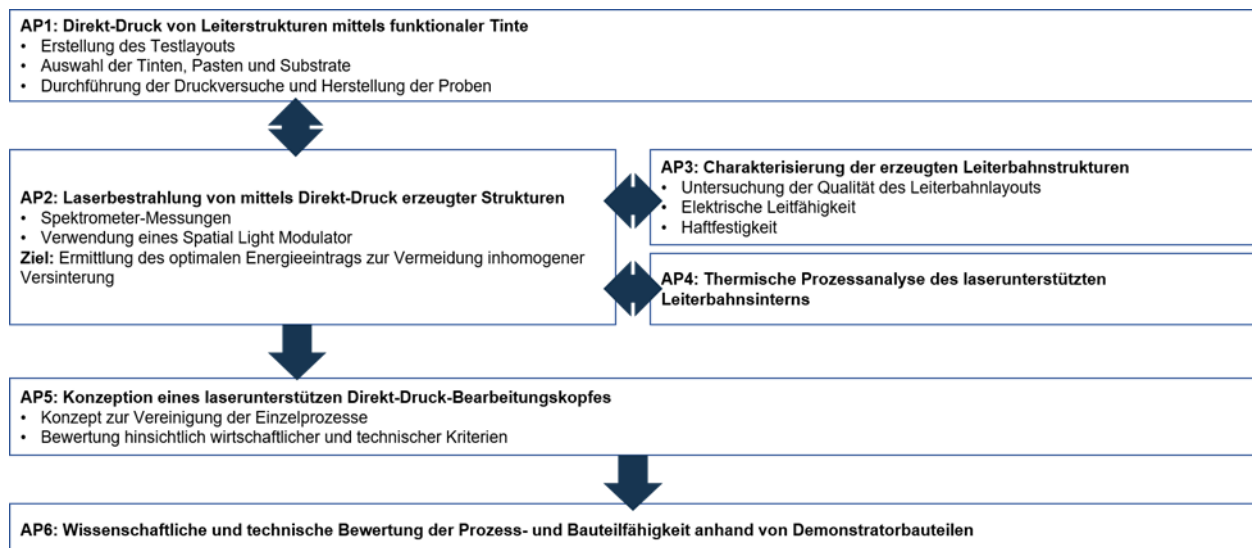 AP1: Direkt-Druck von Leiterstrukturen mittels funktionaler Tinte
• Erstellung des Testlayouts
• Auswahl der Tinten, Pasten und Substrate
• Durchführung der Druckversuche und Herstellung der Proben
AP2: Laserbestrahlung von mittels Direkt-Druck erzeugter Strukturen
• Spektrometer-Messungen
• Verwendung eines Spatial Light Modulator
Ziel: Ermittlung des optimalen Energieeintrags zur Vermeidung inhomogener
Versinterung
AP3: Charakterisierung der erzeugten Leiterbahnstrukturen
• Untersuchung der Qualität des Leiterbahnlayouts
• Elektrische Leitfähigkeit
• Haftfestigkeit
AP4: Thermische Prozessanalyse des laserunterstützten
Leiterbahnsinterns
AP5: Konzeption eines laserunterstützen Direkt-Druck-Bearbeitungskopfes
• Konzept zur Vereinigung der Einzelprozesse
• Bewertung hinsichtlich wirtschaftlicher und technischer Kriterien
AP6: Wissenschaftliche und technische Bewertung der Prozess- und Bauteilfähigkeit anhand von Demonstratorbauteilen